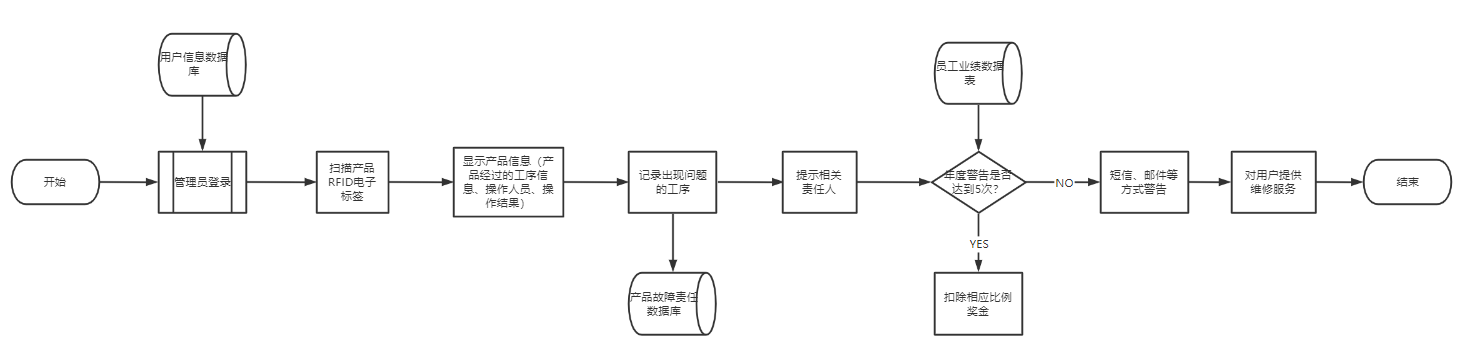 用户信息数据
库
员工业绩数据
表
开始
管理员登录
扫描产品
RFID电子
标签
显示产品信息（产
品经过的工序信
息、操作人员、操
作结果）
记录出现问题
的工序
提示相关
责任人
年度警告是否
达到5次？
NO
短信、邮件等
方式警告
对用户提供
维修服务
结束
YES
产品故障责任
数据库
扣除相应比例
奖金